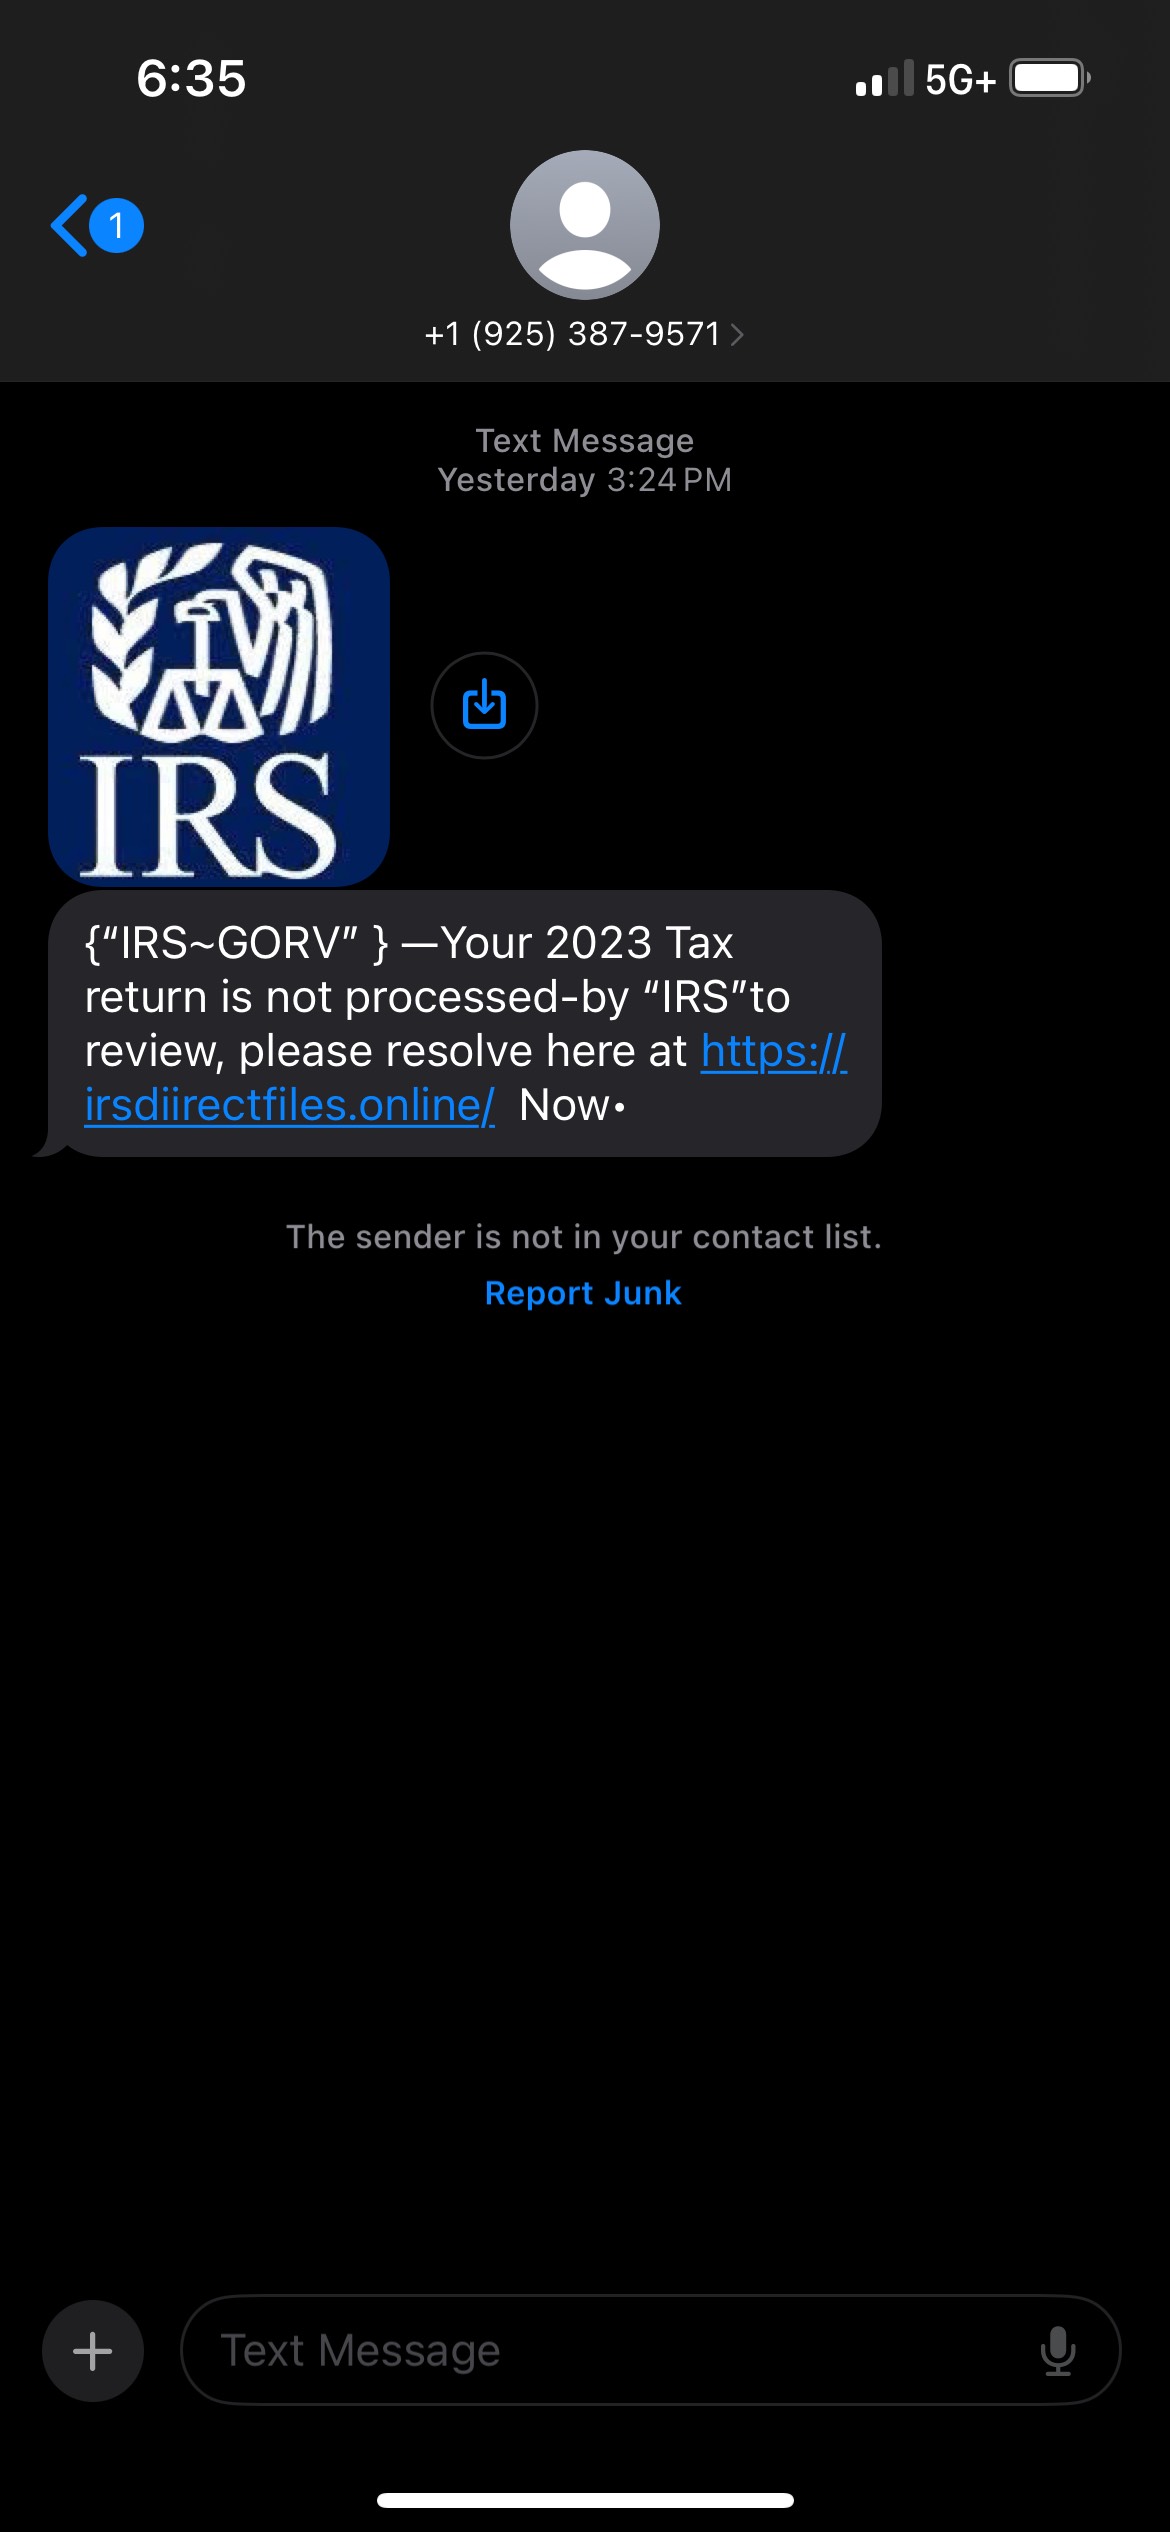 6:35
5G+
1
+1 (925) 387-9571
Text Message
Yesterday 3:24 PM
IRS
{“IRS~GORV” } —Your 2023 Tax
return is not processed-by “IRS”to
review, please resolve here at https://
irsdiirectfiles.online/  Now•
The sender is not in your contact list.
Report Junk
Text Message